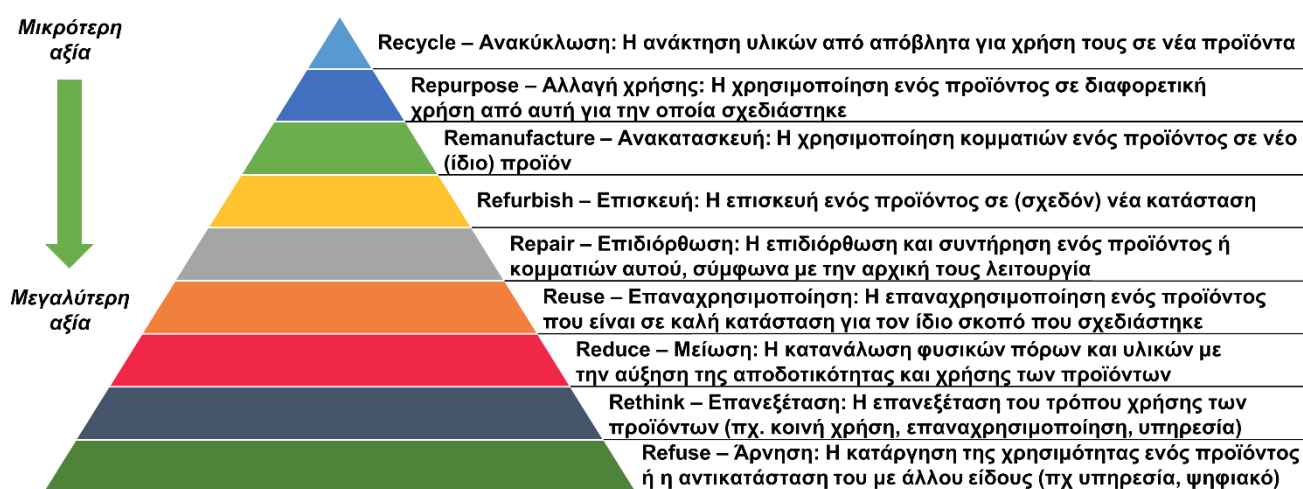 Μικρότερη
αξία
Μεγαλύτερη
αξία
Recycle – Ανακύκλωση: Η ανάκτηση υλικών από απόβλητα για χρήση τους σε νέα προϊόντα
Repurpose – Αλλαγή χρήσης: Η χρησιμοποίηση ενός προϊόντος σε διαφορετική
χρήση από αυτή για την οποία σχεδιάστηκε
Remanufacture – Ανακατασκευή: Η χρησιμοποίηση κομματιών ενός προϊόντος σε νέο
(ίδιο) προϊόν
Refurbish – Επισκευή: Η επισκευή ενός προϊόντος σε (σχεδόν) νέα κατάσταση
Repair – Επιδιόρθωση: Η επιδιόρθωση και συντήρηση ενός προϊόντος ή
κομματιών αυτού, σύμφωνα με την αρχική τους λειτουργία
Reuse – Επαναχρησιμοποίηση: Η επαναχρησιμοποίηση ενός προϊόντος
που είναι σε καλή κατάσταση για τον ίδιο σκοπό που σχεδιάστηκε
Reduce – Μείωση: Η κατανάλωση φυσικών πόρων και υλικών με
την αύξηση της αποδοτικότητας και χρήσης των προϊόντων
Rethink – Επανεξέταση: Η επανεξέταση του τρόπου χρήσης των
προϊόντων (πχ. κοινή χρήση, επαναχρησιμοποίηση, υπηρεσία)
Refuse – Άρνηση: Η κατάργηση της χρησιμότητας ενός προϊόντος
ή η αντικατάσταση του με άλλου είδους (πχ υπηρεσία, ψηφιακό)